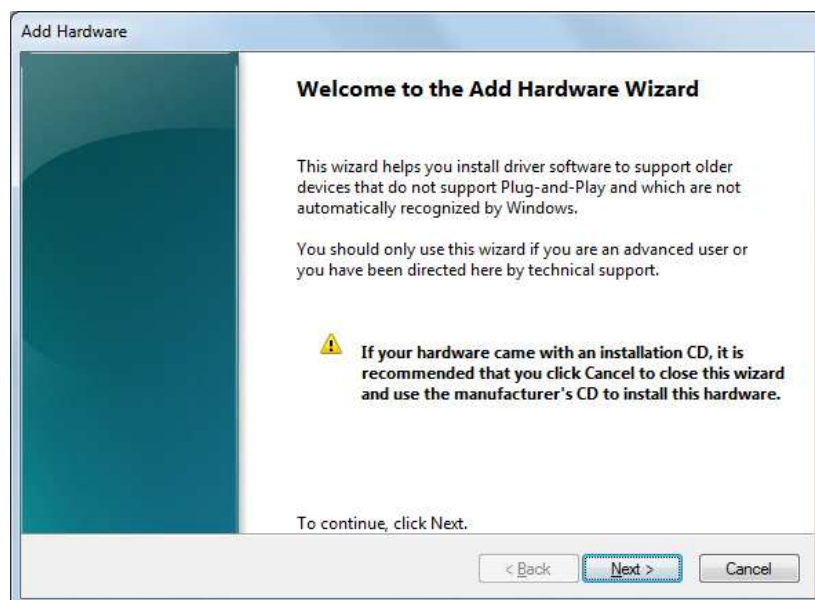 Add Hardware
Welcome to the Add Hardware Wizard
This wizard helps you install driver software to support older
devices that do not support Plug-and-Play and which are not
automatically recognized by Windows.
You should only use this wizard if you are an advanced user or
you have been directed here by technical support.
If your hardware came with an installation CD, it is
recommended that you click Cancel to close this wizard
and use the manufacturer's CD to install this hardware.
To continue, click Next.
< Back Next > Cancel